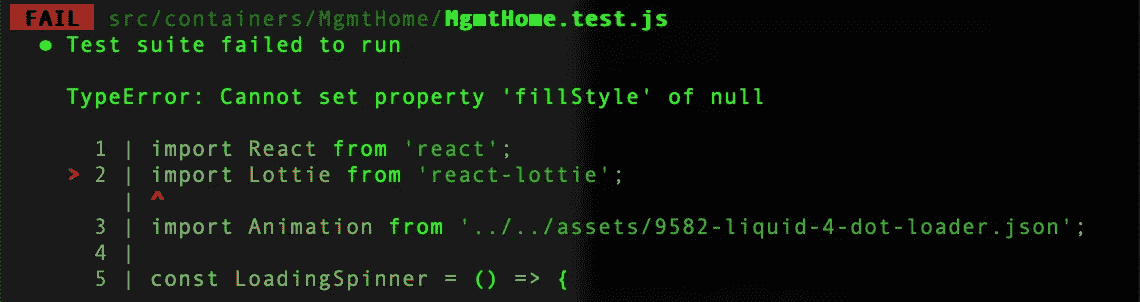 FAIL src/containers/MgmtHome/MgmtHome.test.js
● Test suite failed to run
TypeError: Cannot set property 'fillStyle' of null
1 | import React from 'react';
> 2 | import Lottie from 'react-lottie';
| ^
3 | import Animation from '../../assets/9582-liquid-4-dot-loader.json';
4 |
5 | const LoadingSpinner = () => {